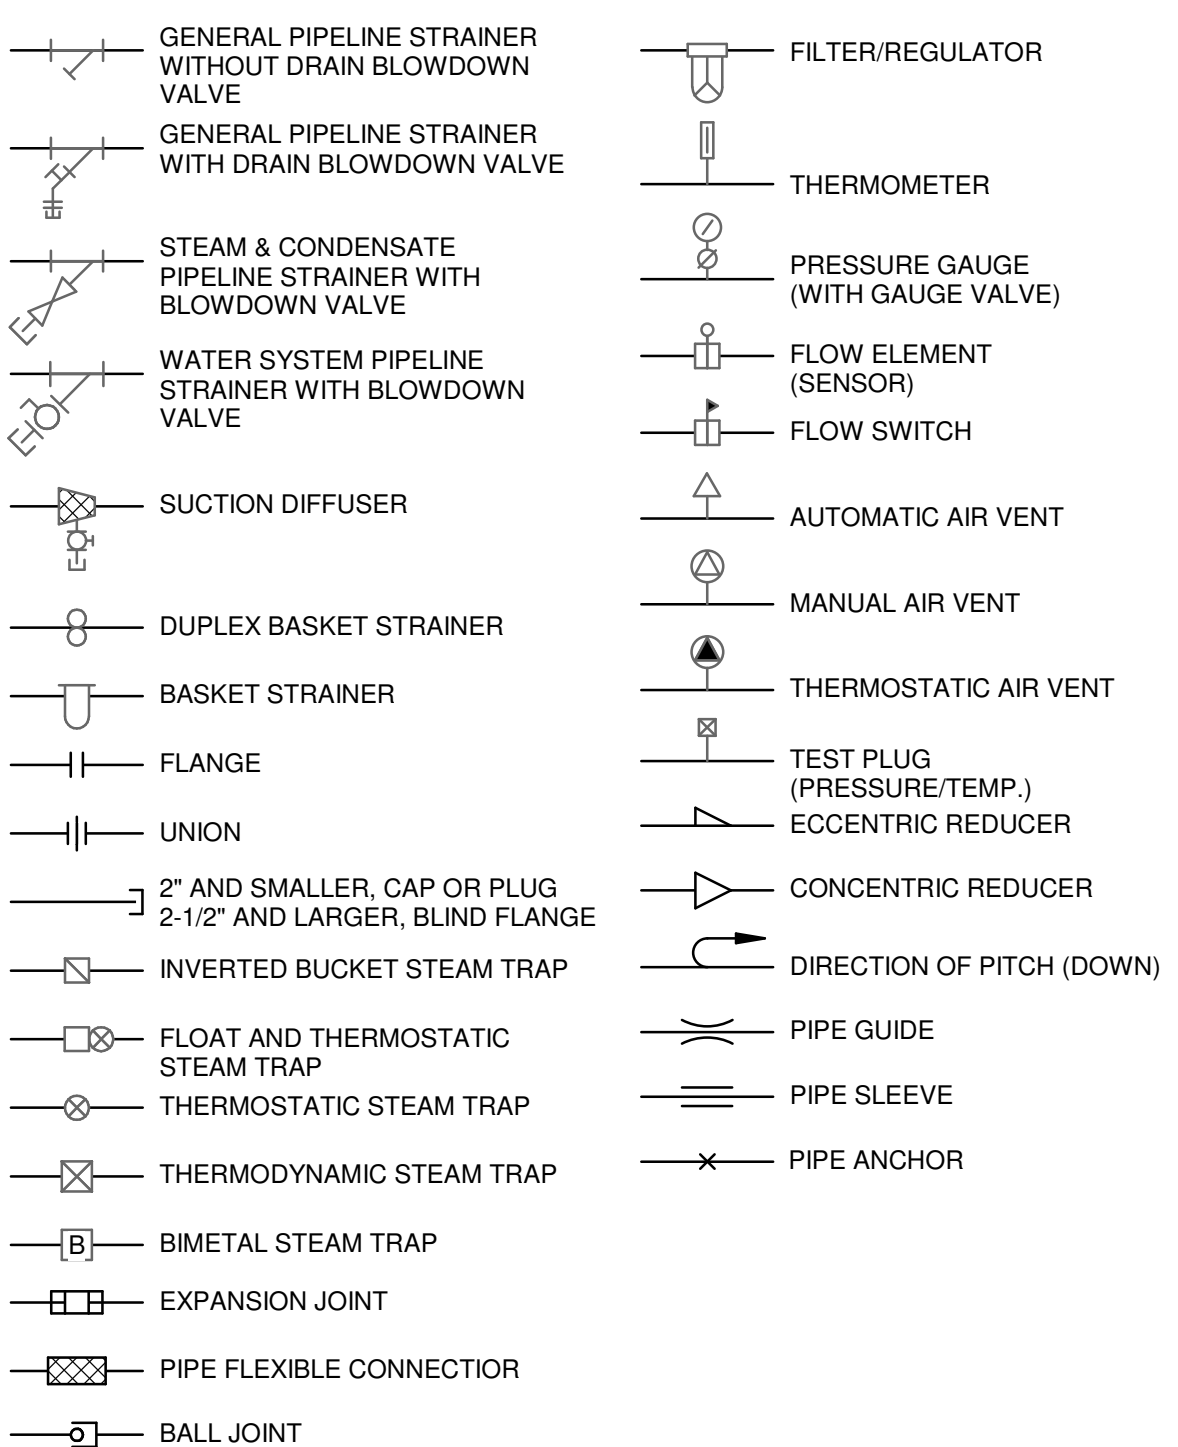 GENERAL PIPELINE STRAINER
WITHOUT DRAIN BLOWDOWN
VALVE
GENERAL PIPELINE STRAINER
WITH DRAIN BLOWDOWN VALVE
STEAM & CONDENSATE
PIPELINE STRAINER WITH
BLOWDOWN VALVE
WATER SYSTEM PIPELINE
STRAINER WITH BLOWDOWN
VALVE
SUCTION DIFFUSER
DUPLEX BASKET STRAINER
BASKET STRAINER
FLANGE
UNION
2" AND SMALLER, CAP OR PLUG
2-1/2" AND LARGER, BLIND FLANGE
INVERTED BUCKET STEAM TRAP
FLOAT AND THERMOSTATIC
STEAM TRAP
THERMOSTATIC STEAM TRAP
THERMODYNAMIC STEAM TRAP
B BIMETAL STEAM TRAP
EXPANSION JOINT
PIPE FLEXIBLE CONNECTIOR
BALL JOINT
FILTER/REGULATOR
THERMOMETER
PRESSURE GAUGE
(WITH GAUGE VALVE)
FLOW ELEMENT
(SENSOR)
FLOW SWITCH
AUTOMATIC AIR VENT
MANUAL AIR VENT
THERMOSTATIC AIR VENT
TEST PLUG
(PRESSURE/TEMP.)
ECCENTRIC REDUCER
CONCENTRIC REDUCER
DIRECTION OF PITCH (DOWN)
PIPE GUIDE
PIPE SLEEVE
PIPE ANCHOR